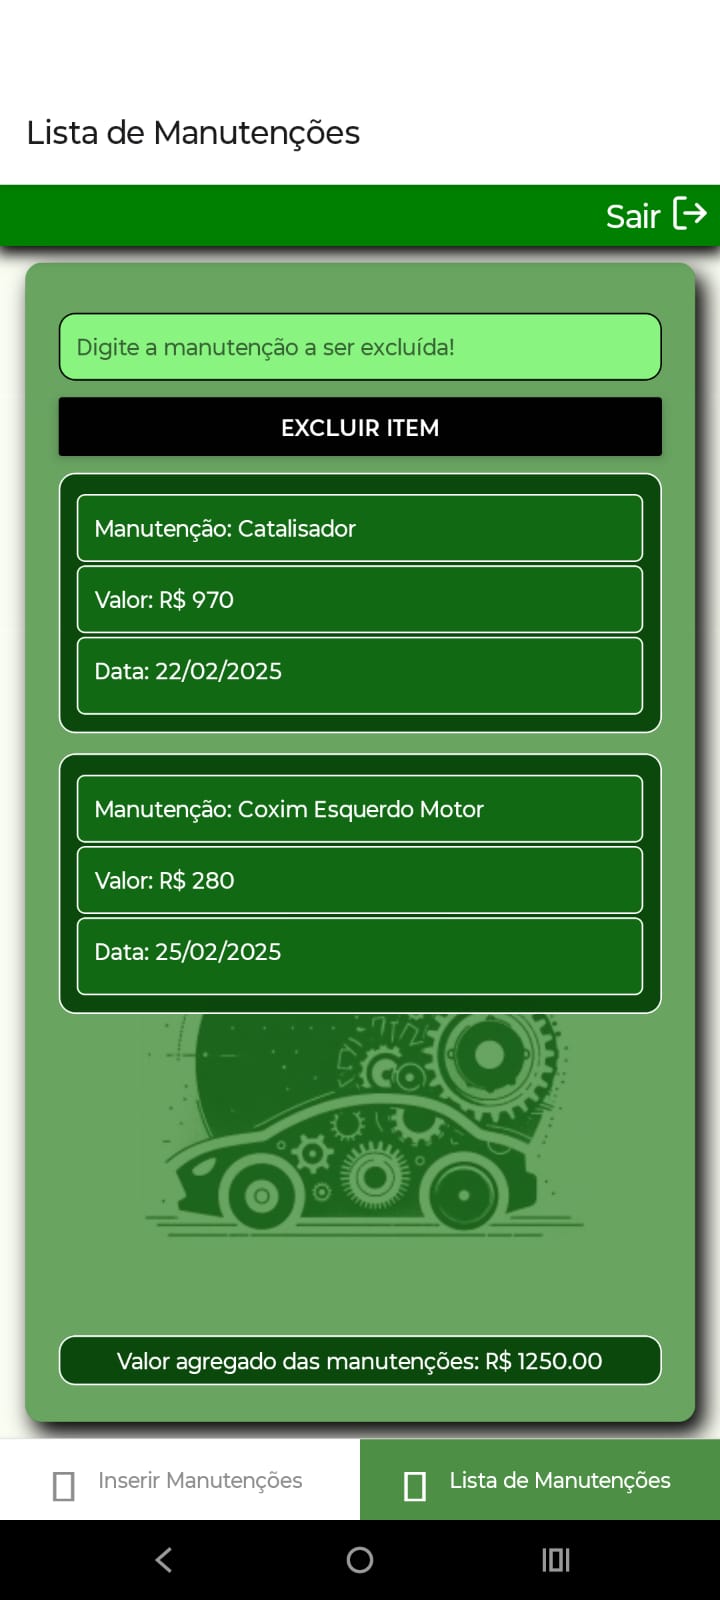 Lista de Manutenções
Sair
Digite a manutenção a ser excluída!
EXCLUIR ITEM
Manutenção: Catalisador
Valor: R$ 970
Data: 22/02/2025
Manutenção: Coxim Esquerdo Motor
Valor: R$ 280
Data: 25/02/2025
Valor agregado das manutenções: R$ 1250.00
Inserir Manutenções
Lista de Manutenções